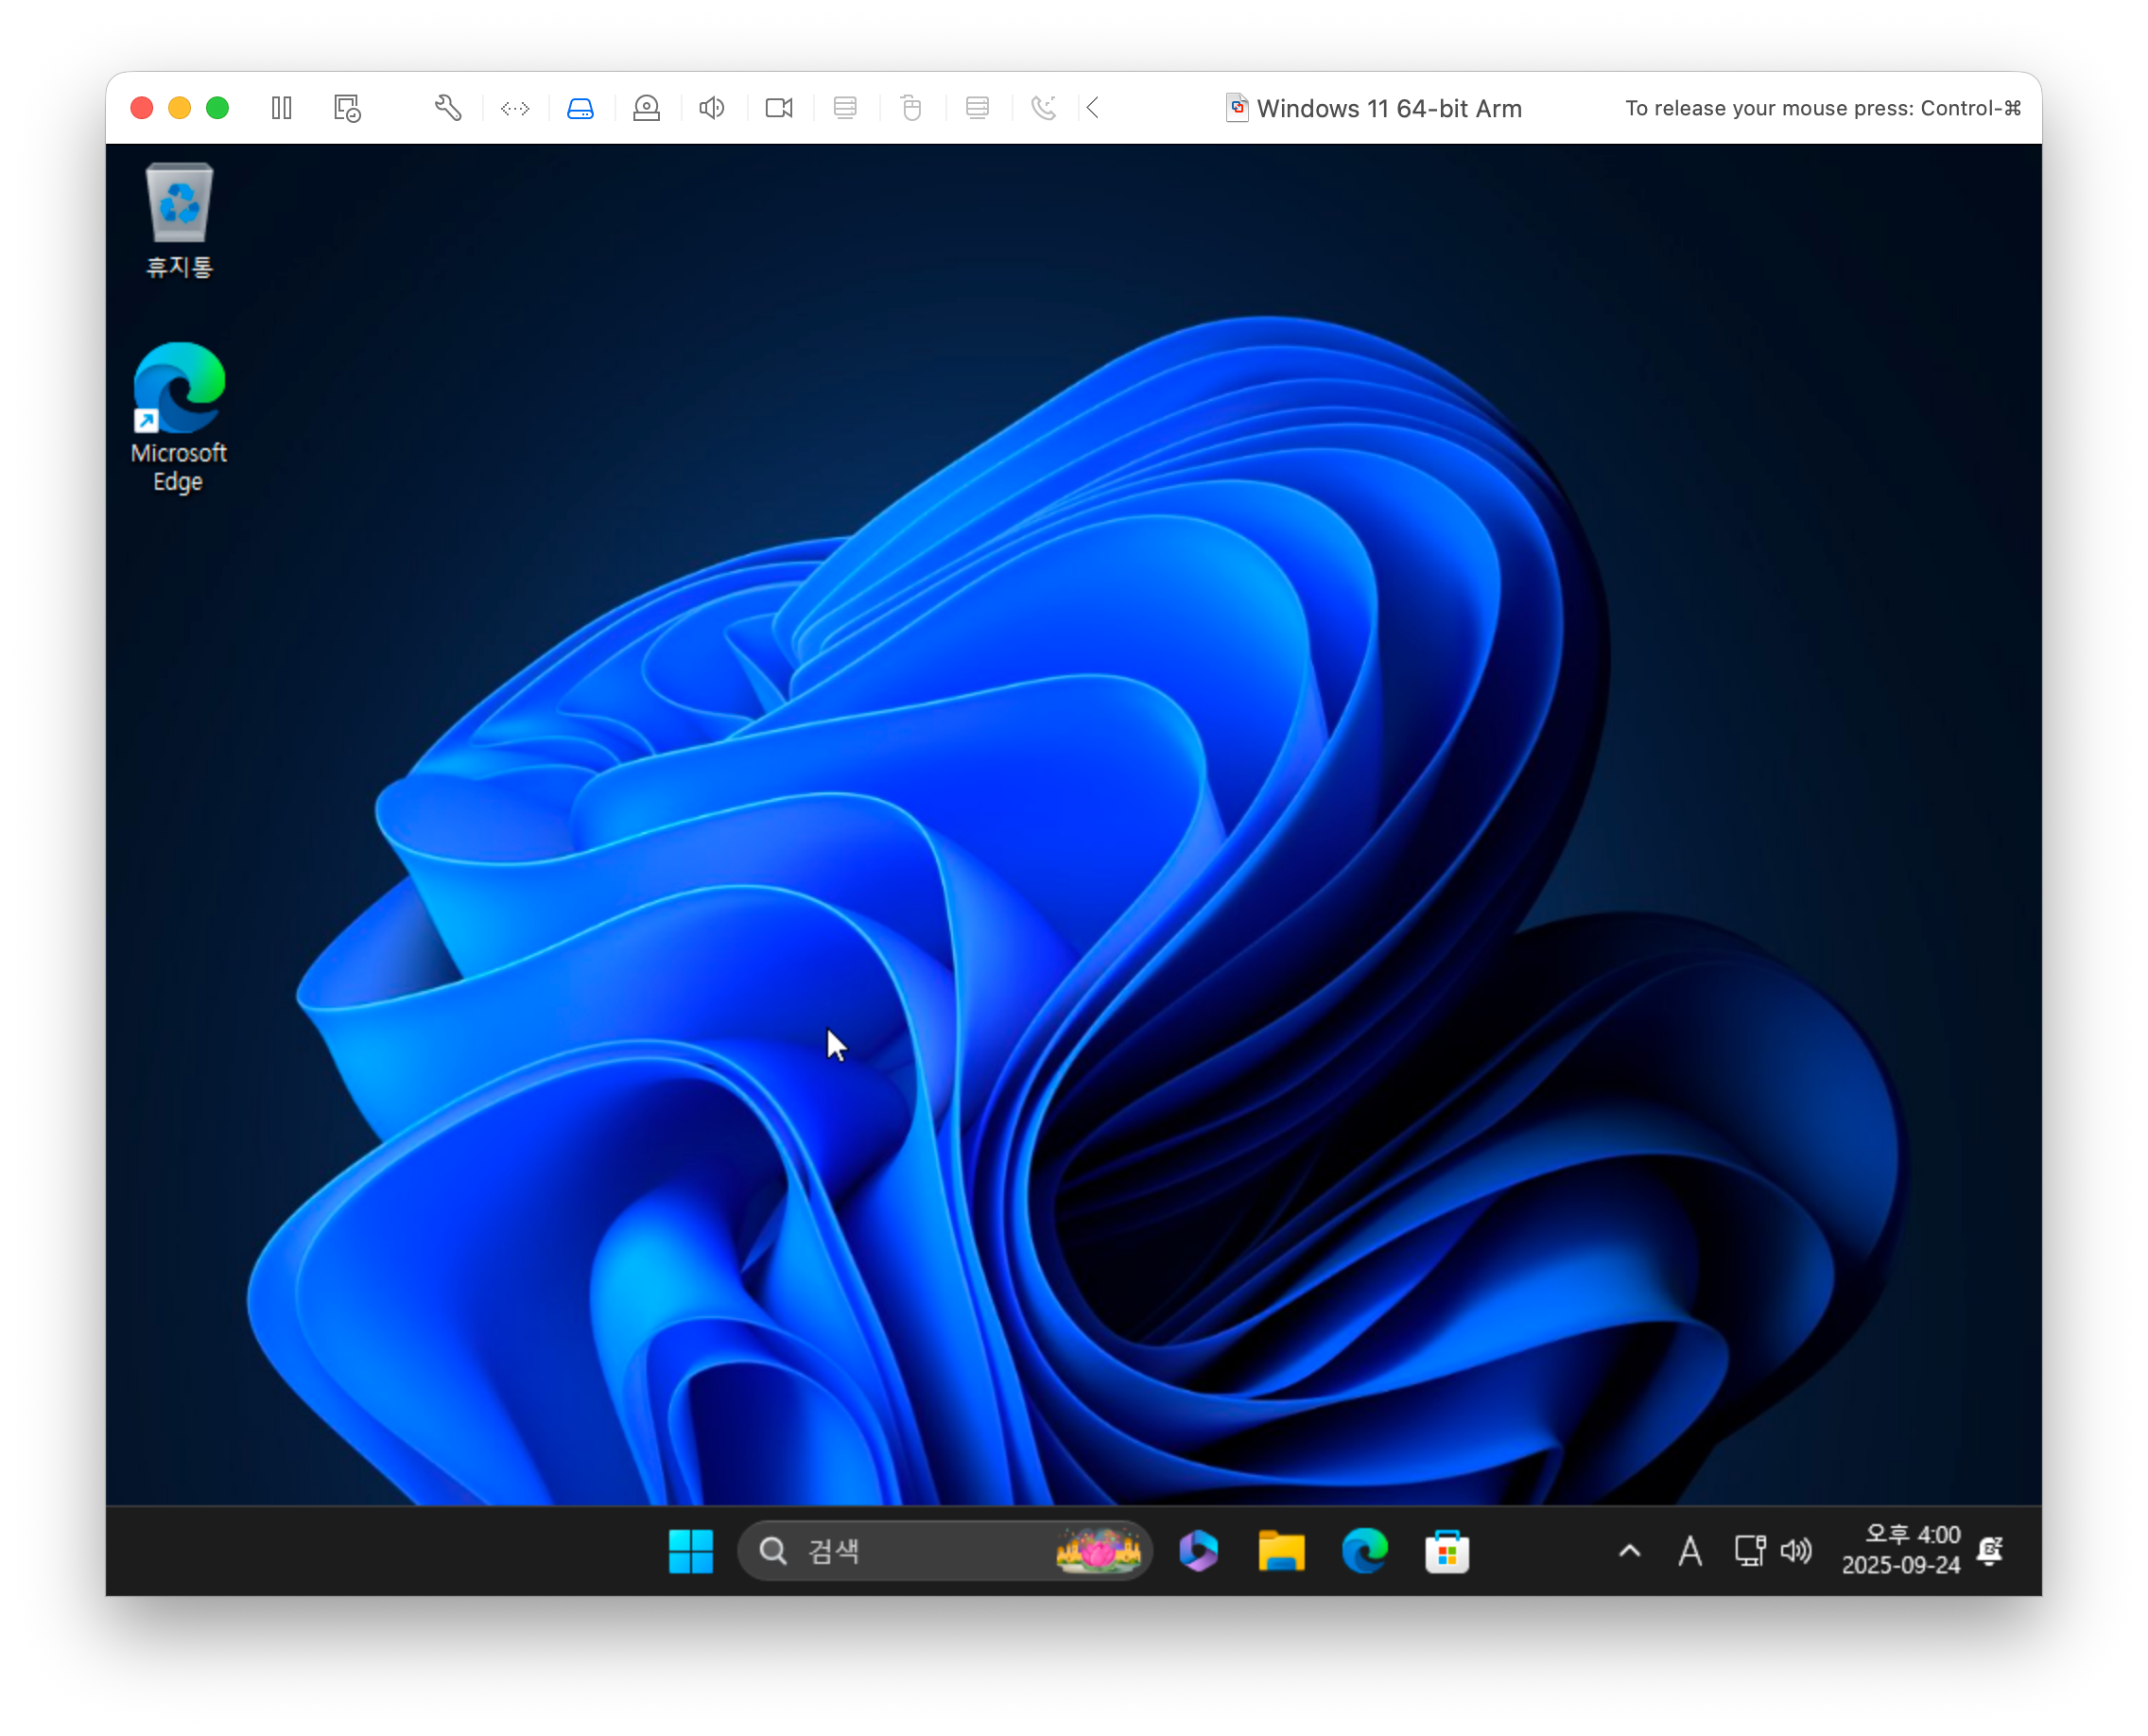 Windows 11 64-bit Arm
To release your mouse press: Control-⌘
휴지통
Microsoft
Edge
검색
A
오후 4:00
2025-09-24